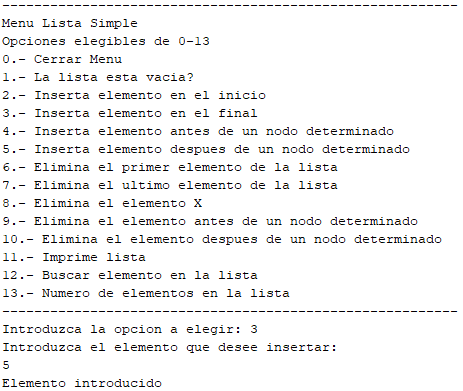 ---------------------------------------------------------
Menu Lista Simple
Opciones elegibles de 0-13
0.- Cerrar Menu
1.- La lista esta vacia?
2.- Inserta elemento en el inicio
3.- Inserta elemento en el final
4.- Inserta elemento antes de un nodo determinado
5.- Inserta elemento despues de un nodo determinado
6.- Elimina el primer elemento de la lista
7.- Elimina el ultimo elemento de la lista
8.- Elimina el elemento X
9.- Elimina el elemento antes de un nodo determinado
10.- Elimina el elemento despues de un nodo determinado
11.- Imprime lista
12.- Buscar elemento en la lista
13.- Numero de elementos en la lista
---------------------------------------------------------
Introduzca la opcion a elegir: 3
Introduzca el elemento que desee insertar:
5
Elemento introducido